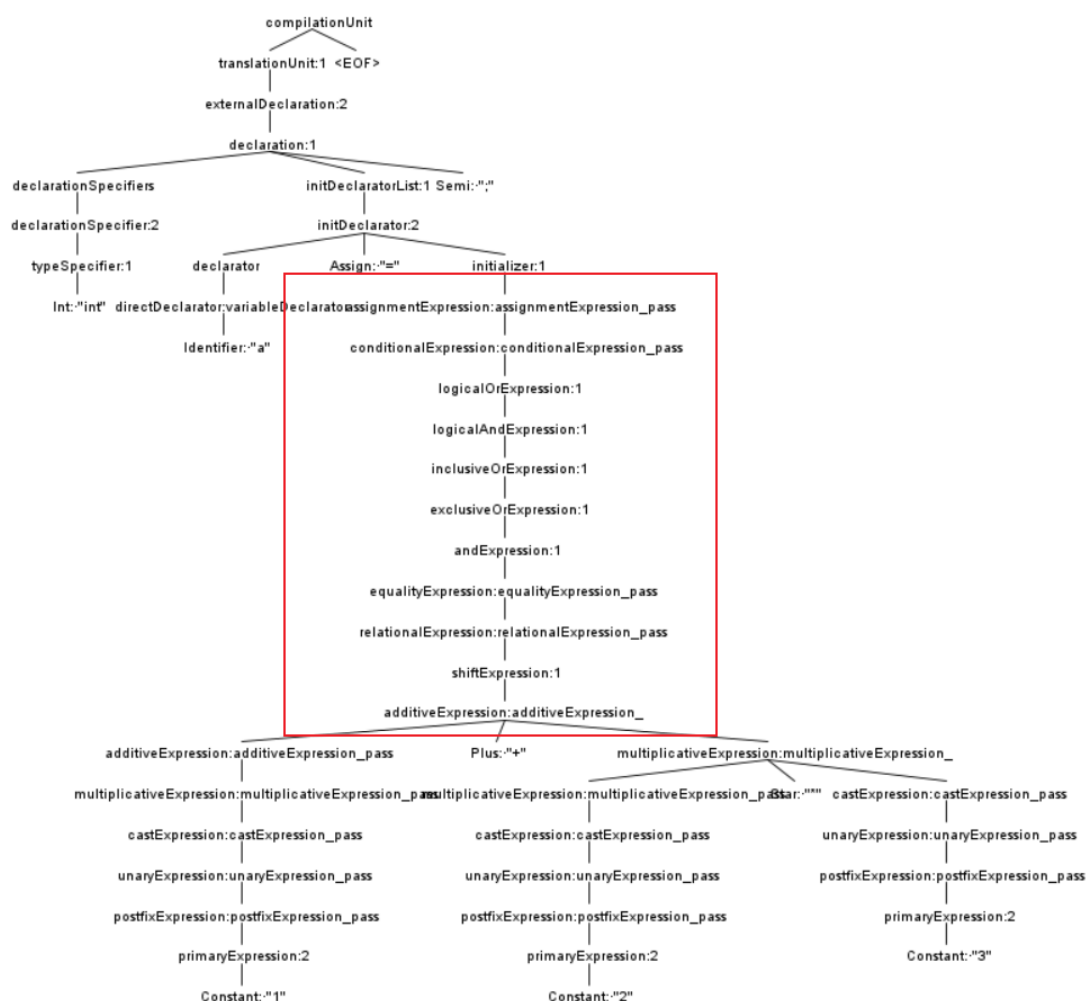 compilationUnit
translationUnit:1 <EOF>
externalDeclaration:2
declaration:1
declarationSpecifiers initDeclaratorList:1 Semi:·";"
declarationSpecifier:2 initDeclarator:2
typeSpecifier:1 declarator Assign:·"=" initializer:1
Int:·"int" directDeclarator:variableDeclarator assignmentExpression:assignmentExpression_pass
Identifier:·"a" conditionalExpression:conditionalExpression_pass
logicalOrExpression:1
logicalAndExpression:1
inclusiveOrExpression:1
exclusiveOrExpression:1
andExpression:1
equalityExpression:equalityExpression_pass
relationalExpression:relationalExpression_pass
shiftExpression:1
additiveExpression:additiveExpression_
additiveExpression:additiveExpression_pass Plus:·"+" multiplicativeExpression:multiplicativeExpression_
multiplicativeExpression:multiplicativeExpression_pass multiplicativeExpression:multiplicativeExpression_pass Star:·"*" castExpression:castExpression_pass
castExpression:castExpression_pass castExpression:castExpression_pass unaryExpression:unaryExpression_pass
unaryExpression:unaryExpression_pass unaryExpression:unaryExpression_pass postfixExpression:postfixExpression_pass
postfixExpression:postfixExpression_pass postfixExpression:postfixExpression_pass primaryExpression:2
primaryExpression:2 primaryExpression:2 Constant:·"3"
Constant:·"1" Constant:·"2"